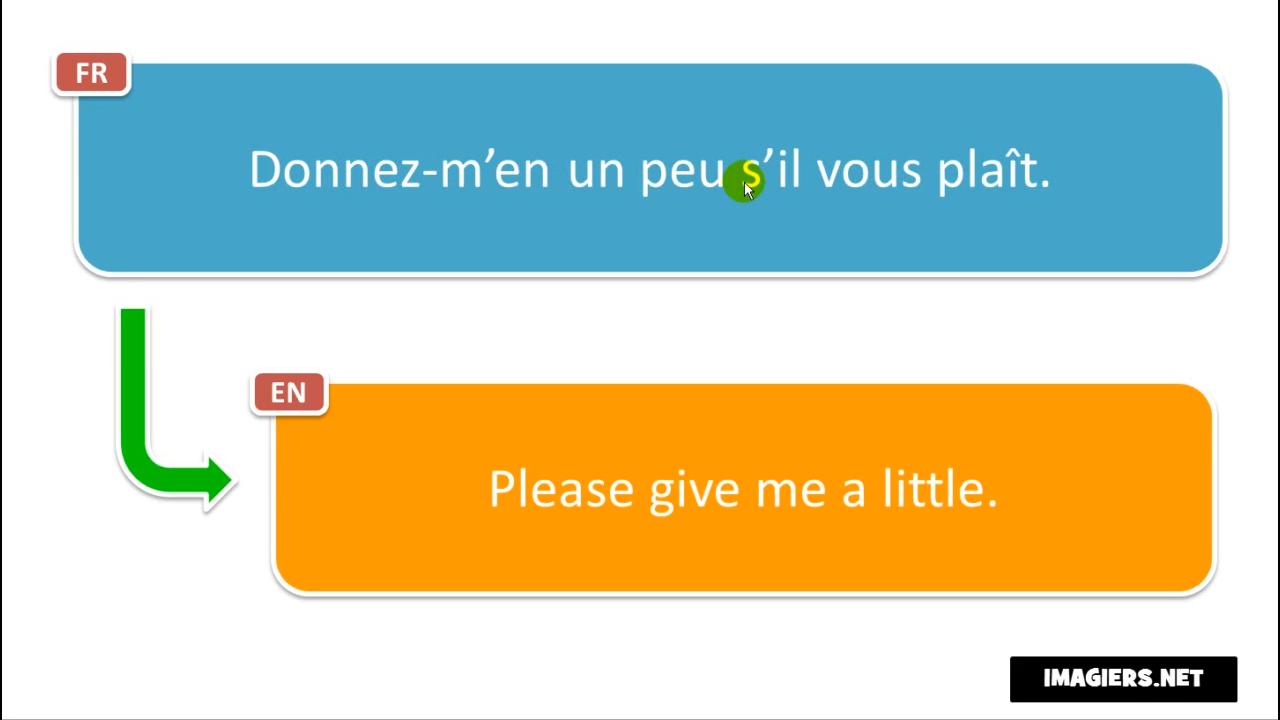 FR
Donnez-m’en un peu s’il vous plaît.
EN
Please give me a little.
IMAGIERS.NET